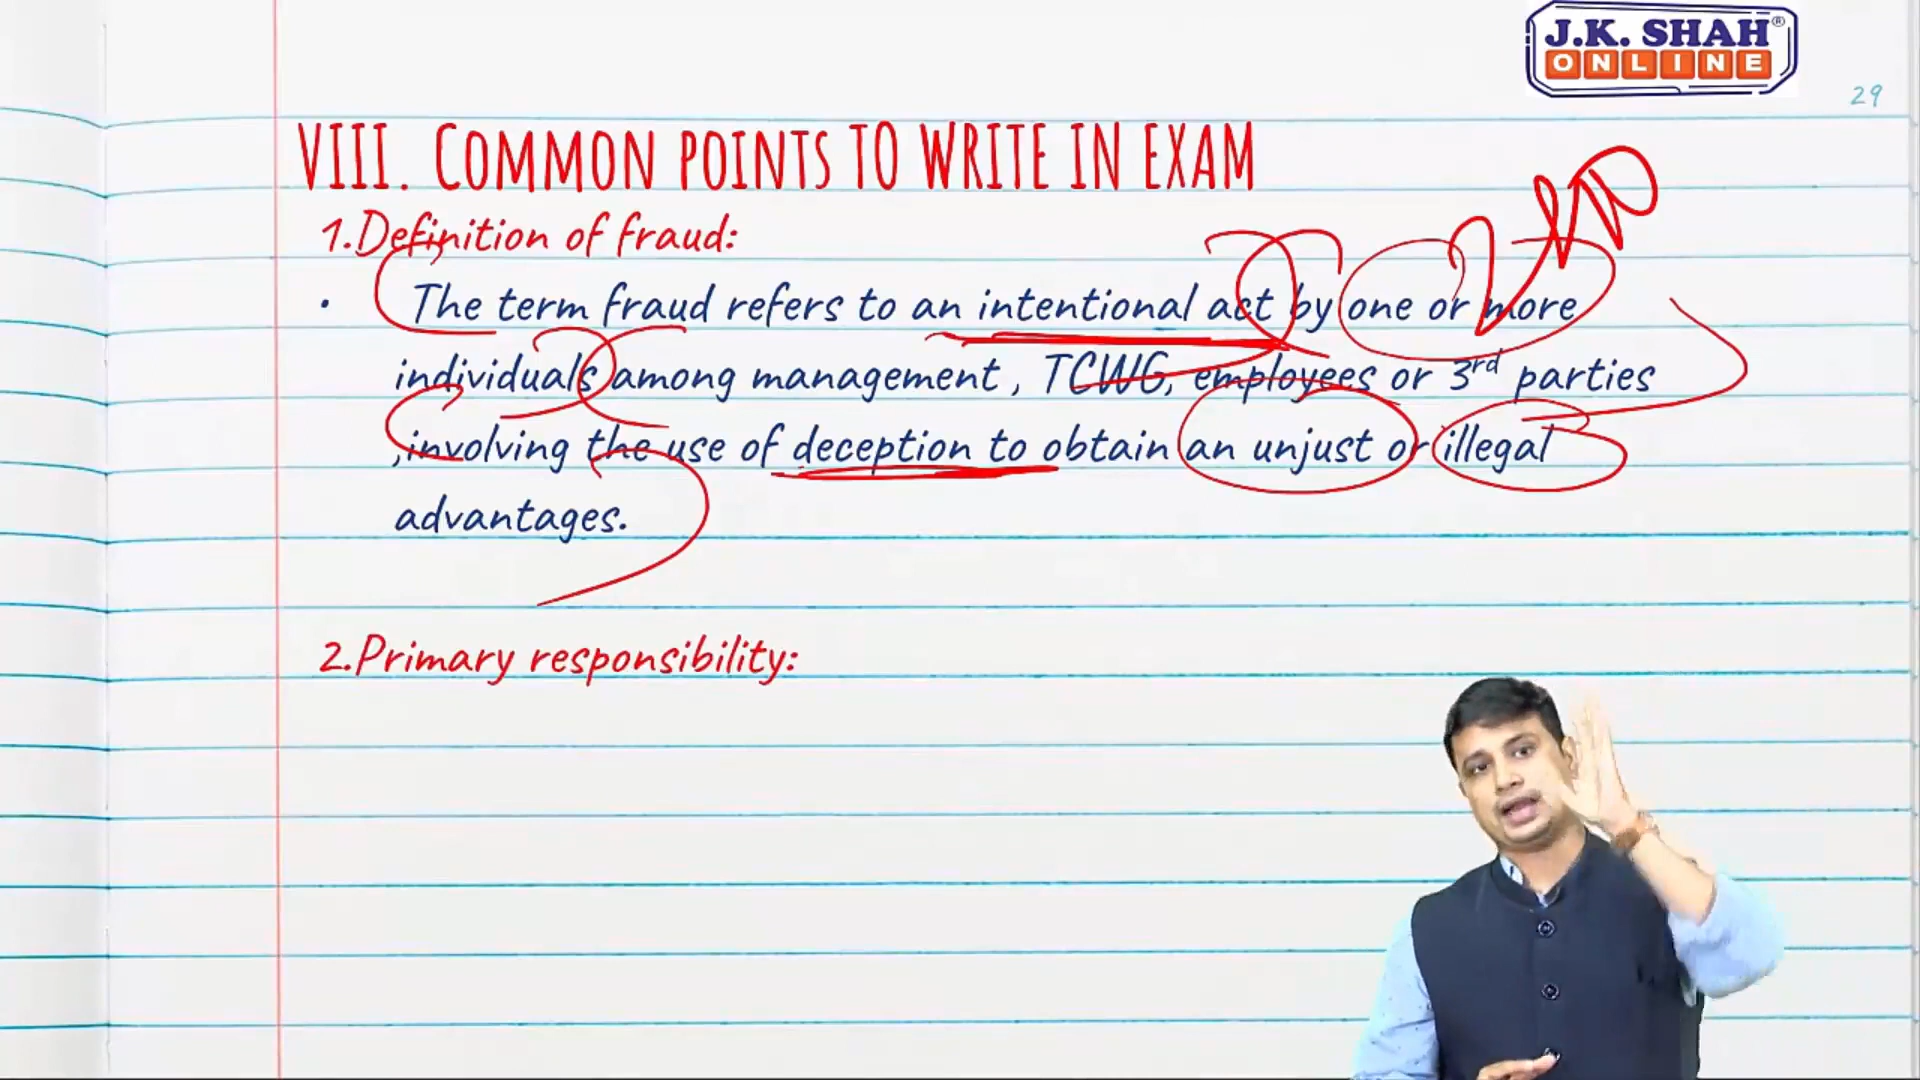 J.K. SHAH®
ONLINE
29
VIII. COMMON POINTS TO WRITE IN EXAM
1.Definition of fraud:
• The term fraud refers to an intentional act by one or more
individuals among management , TCWG, employees or 3rd parties
,involving the use of deception to obtain an unjust or illegal
advantages.
2.Primary responsibility: